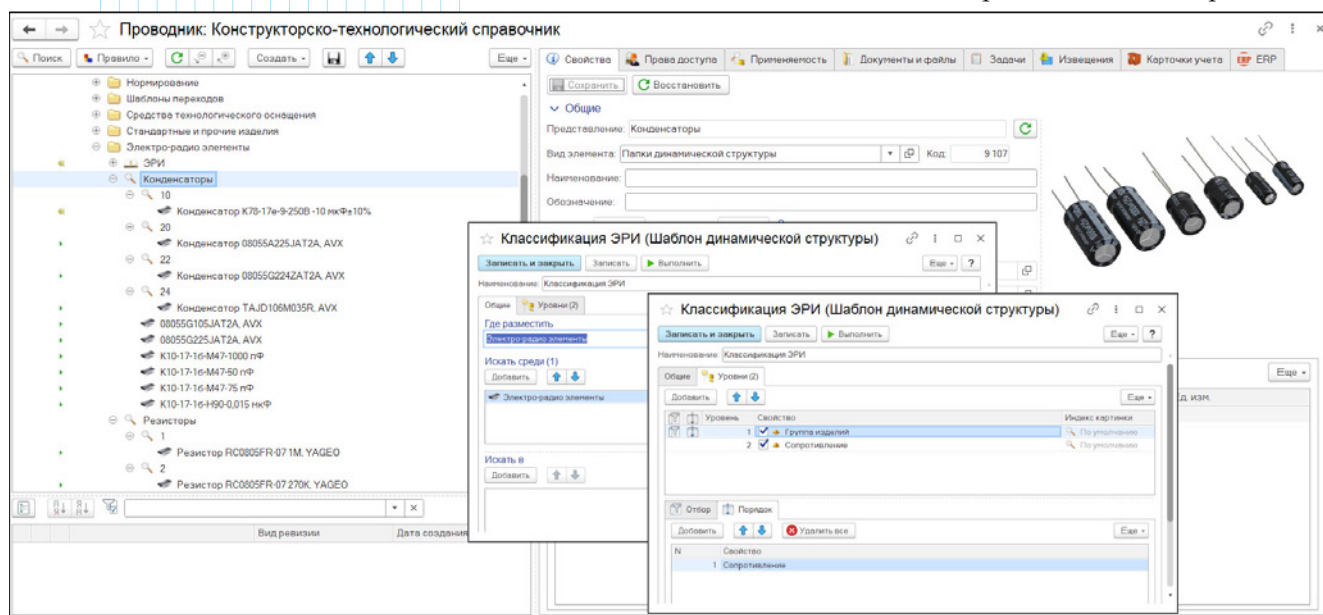 Проводник: Конструкторско-технологический справочник
Поиск Правило Создать Еще
Нормирование
Шаблоны переходов
Средства технологического оснащения
Стандартные и прочие изделия
Электро-радио элементы
ЭРИ
Конденсаторы
10
Конденсатор К78-17е-9-250В -10 мкФ±10%
20
Конденсатор 08055A225JAT2A, AVX
22
Конденсатор 08055G224ZAT2A, AVX
24
Конденсатор TAJD106M035R, AVX
08055G105JAT2A, AVX
08055G225JAT2A, AVX
К10-17-1б-М47-1000 пФ
К10-17-1б-М47-50 пФ
К10-17-1б-М47-75 пФ
К10-17-1б-Н90-0,015 мкФ
Резисторы
1
Резистор RC0805FR-07 1M, YAGEO
2
Резистор RC0805FR-07 270K, YAGEO
Вид ревизии Дата создания
Свойства Права доступа Применяемость Документы и файлы Задачи Извещения Карточки учета ERP ERP
Сохранить Восстановить
Общие
Представление: Конденсаторы
Вид элемента: Папки динамической структуры Код: 9 107
Наименование:
Обозначение:
Еще
Классификация ЭРИ (Шаблон динамической структуры)
Записать и закрыть Записать Выполнить Еще ?
Наименование: Классификация ЭРИ
Общие Уровни (2)
Где разместить
Электро-радио элементы
Искать среди (1)
Добавить
Электро-радио элементы
Искать в
Добавить
Классификация ЭРИ (Шаблон динамической структуры)
Записать и закрыть Записать Выполнить Еще ?
Наименование: Классификация ЭРИ
Общие Уровни (2)
Добавить Еще
Уровень Свойство Индекс картинки
1 Группа изделий По умолчанию
2 Сопротивление По умолчанию
Отбор Порядок
Добавить Удалить все Еще
N Свойство
1 Сопротивление